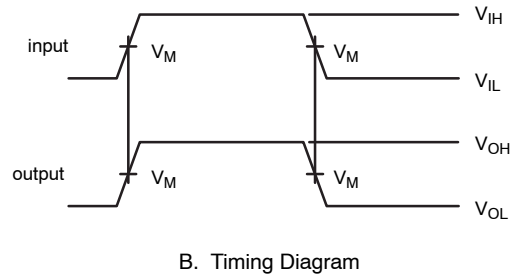 V_IH
input
V_M
V_M
V_IL
V_OH
output
V_M
V_M
V_OL
B. Timing Diagram